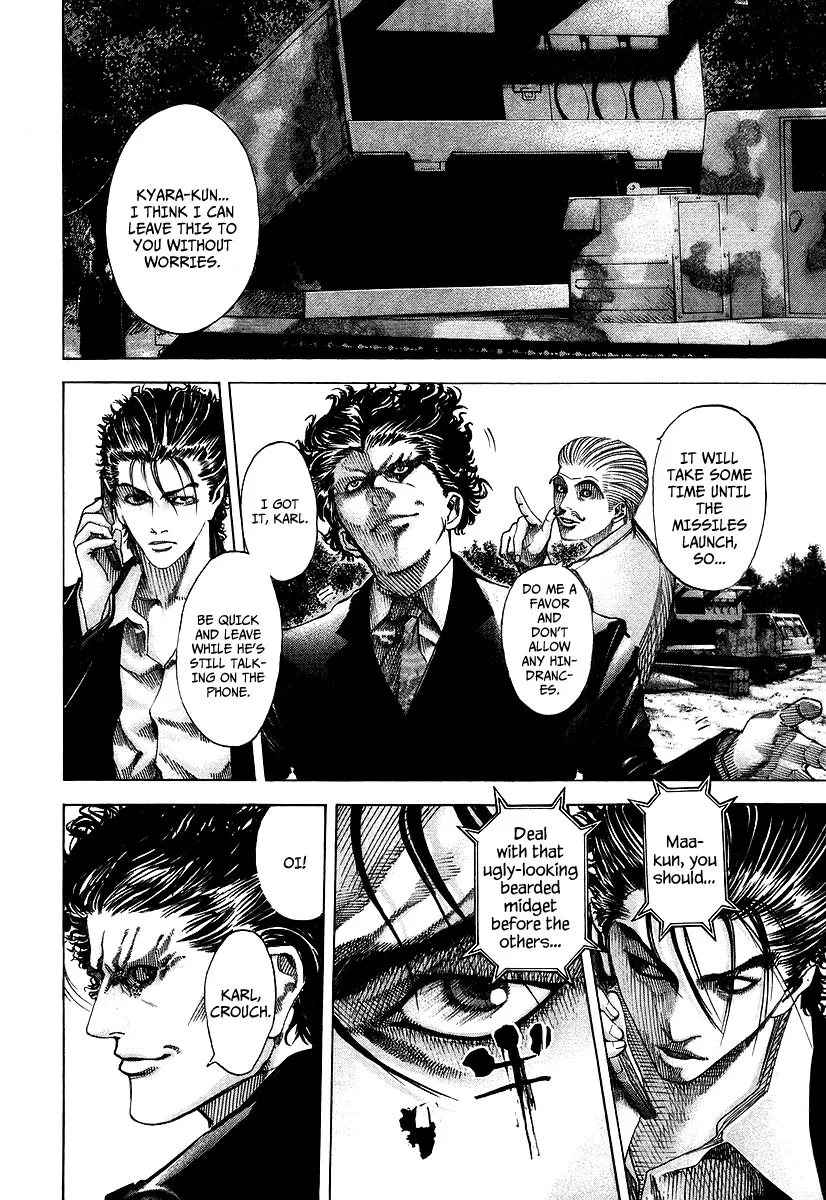 KYARA-KUN...
I THINK I CAN
LEAVE THIS TO
YOU WITHOUT
WORRIES.
IT WILL
TAKE SOME
TIME UNTIL
THE
MISSILES
LAUNCH,
SO...
DO ME A
FAVOR
AND
DON'T
ALLOW
ANY HIN-
DRANC-
ES.
I GOT
IT, KARL.
BE QUICK
AND LEAVE
WHILE HE'S
STILL TALK-
ING ON THE
PHONE.
Maa-
kun, you
should...
Deal
with that
ugly-looking
bearded
midget
before the
others...
OI!
KARL,
CROUCH.